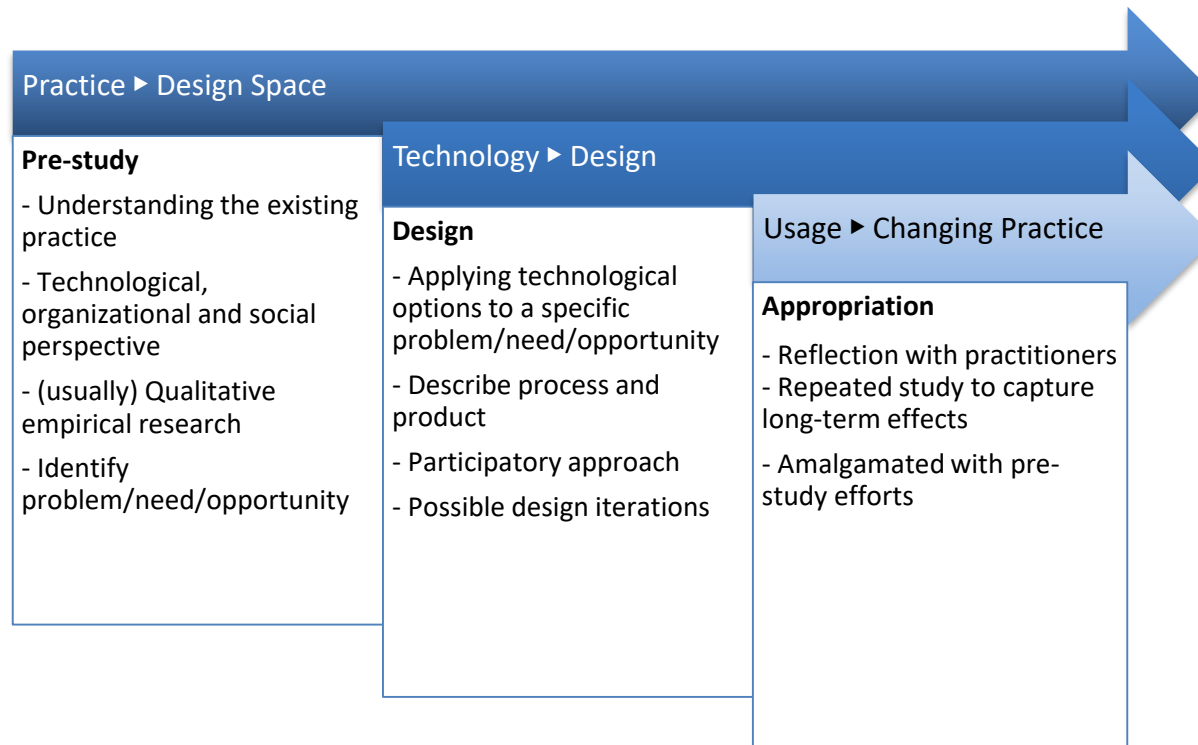 Practice ▶ Design Space
Pre-study
- Understanding the existing
practice
- Technological,
organizational and social
perspective
- (usually) Qualitative
empirical research
- Identify
problem/need/opportunity
Technology ▶ Design
Design
- Applying technological
options to a specific
problem/need/opportunity
- Describe process and
product
- Participatory approach
- Possible design iterations
Usage ▶ Changing Practice
Appropriation
- Reflection with practitioners
- Repeated study to capture
long-term effects
- Amalgamated with pre-
study efforts